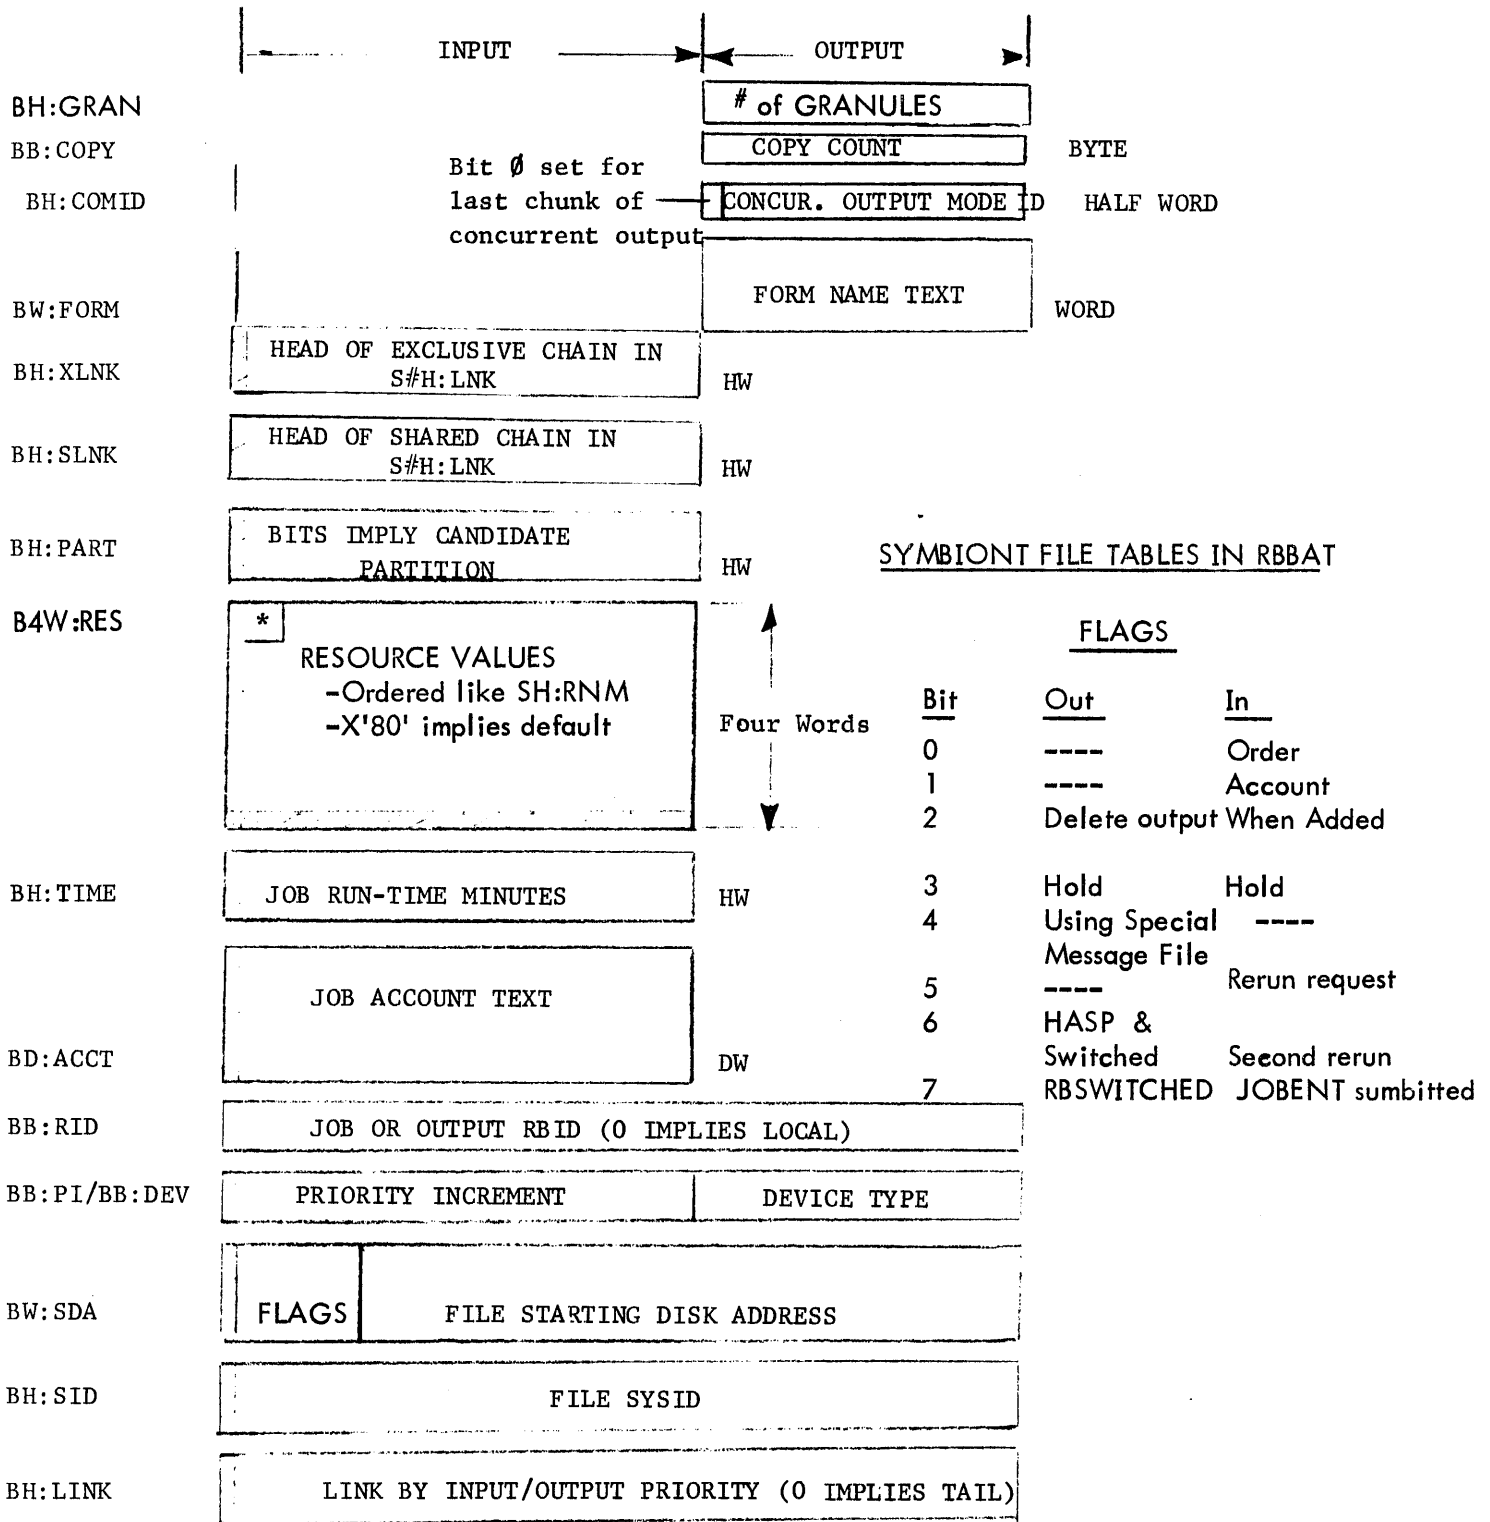 INPUT OUTPUT
BH:GRAN # of GRANULES
BB:COPY COPY COUNT BYTE
Bit Ø set for
BH:COMID last chunk of CONCUR. OUTPUT MODE ID HALF WORD
concurrent output
BW:FORM FORM NAME TEXT WORD
HEAD OF EXCLUSIVE CHAIN IN
BH:XLNK S#H:LNK HW
HEAD OF SHARED CHAIN IN
BH:SLNK S#H:LNK HW
BITS IMPLY CANDIDATE
BH:PART PARTITION HW
SYMBIONT FILE TABLES IN RBBAT
B4W:RES *
RESOURCE VALUES
-Ordered like SH:RNM
-X'80' implies default
Four Words
FLAGS
Bit Out In
0 ---- Order
1 ---- Account
2 Delete output When Added
3 Hold Hold
4 Using Special ----
Message File
5 ---- Rerun request
6 HASP &
Switched Second rerun
7 RBSWITCHED JOBENT sumbitted
BH:TIME JOB RUN-TIME MINUTES HW
JOB ACCOUNT TEXT
BD:ACCT DW
BB:RID JOB OR OUTPUT RBID (0 IMPLIES LOCAL)
BB:PI/BB:DEV PRIORITY INCREMENT DEVICE TYPE
BW:SDA FLAGS FILE STARTING DISK ADDRESS
BH:SID FILE SYSID
BH:LINK LINK BY INPUT/OUTPUT PRIORITY (0 IMPLIES TAIL)